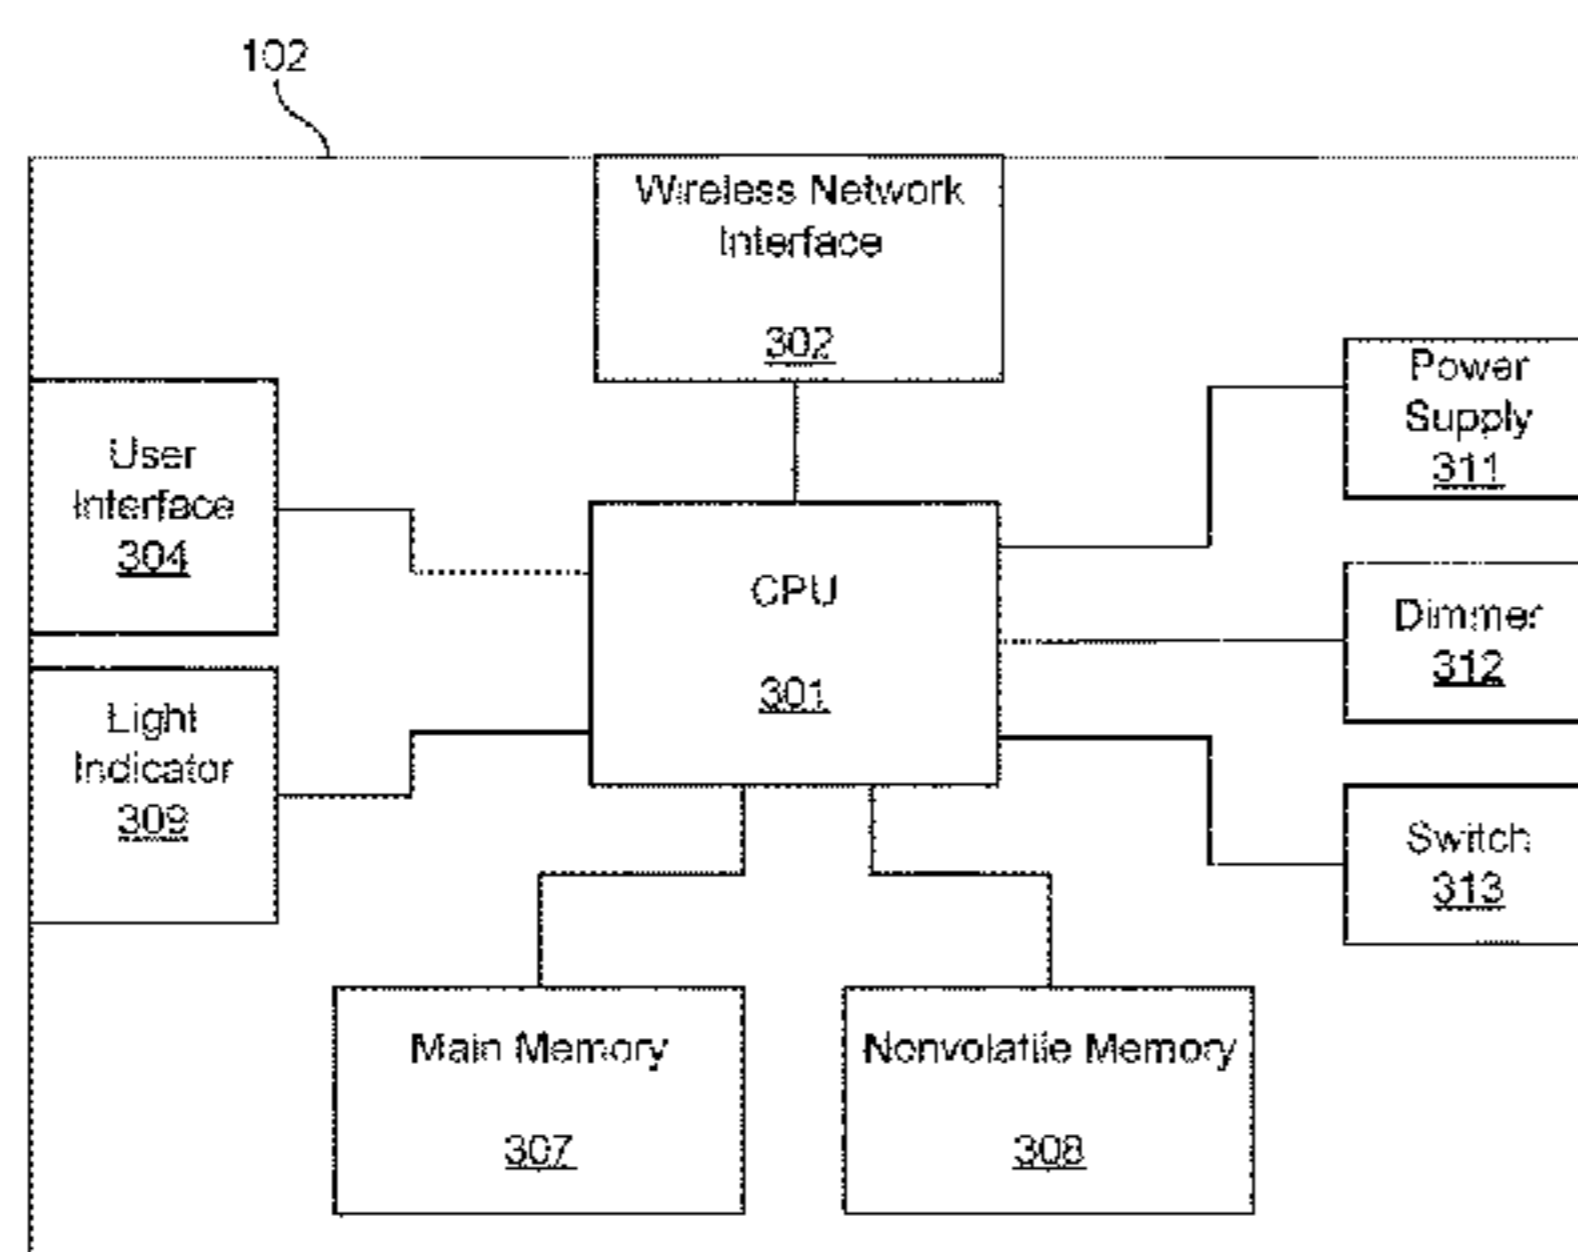 102
Wireless Network
Interface
302
Power
Supply
311
User
Interface
304
CPU
301
Dimmer
312
Light
Indicator
309
Switch
313
Main Memory
307
Nonvolatile Memory
308